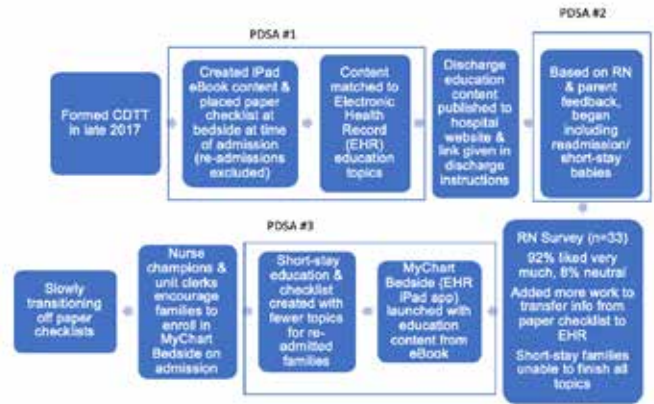 PDSA #2
PDSA #1
Formed CDTT
in late 2017
Created iPad
eBook content &
placed paper
checklist at
bedside at time of
admission
(re-admissions
excluded)
Content
matched to
Electronic
Health
Record
(EHR)
education
topics
Discharge
education
content
published to
hospital
website &
link given in
discharge
instructions
Based on RN
& parent
feedback,
began
including
readmission/
short-stay
babies
PDSA #3
RN Survey (n=33)
92% liked very
much, 8% neutral
Added more work to
transfer info from
paper checklist to
EHR
Short-stay families
unable to finish all
topics
MyChart
Bedside (EHR
iPad app)
launched with
education
content from
eBook
Short-stay
education &
checklist
created with
fewer topics
for re-
admitted
families
Nurse
champions &
unit clerks
encourage
families to
enroll in
MyChart
Bedside on
admission
Slowly
transitioning
off paper
checklists